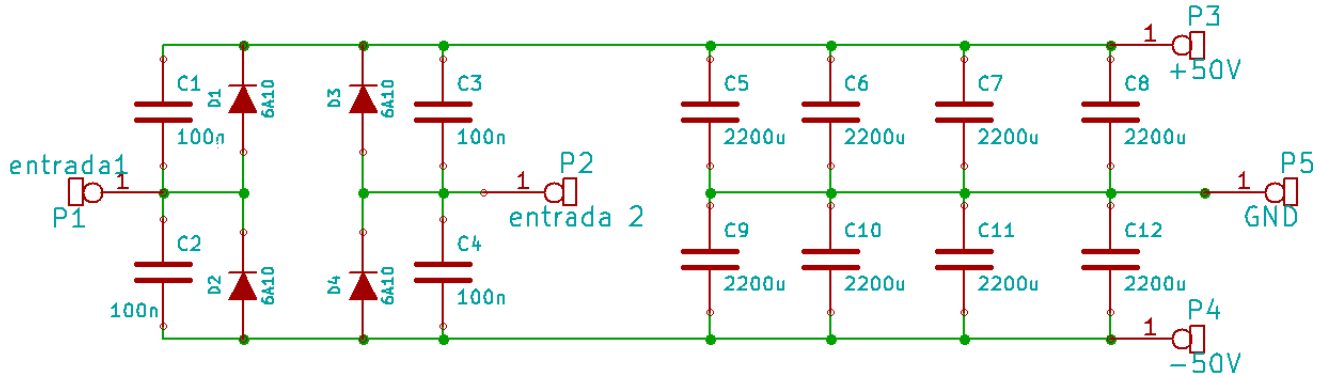 P3
1
+50V
C1
100n
D1
6A10
D3
6A10
C3
100n
C5
2200u
C6
2200u
C7
2200u
C8
2200u
entrada1
1
P1
P2
1
entrada 2
P5
1
GND
C2
100n
D2
6A10
D4
6A10
C4
100n
C9
2200u
C10
2200u
C11
2200u
C12
2200u
P4
1
-50V